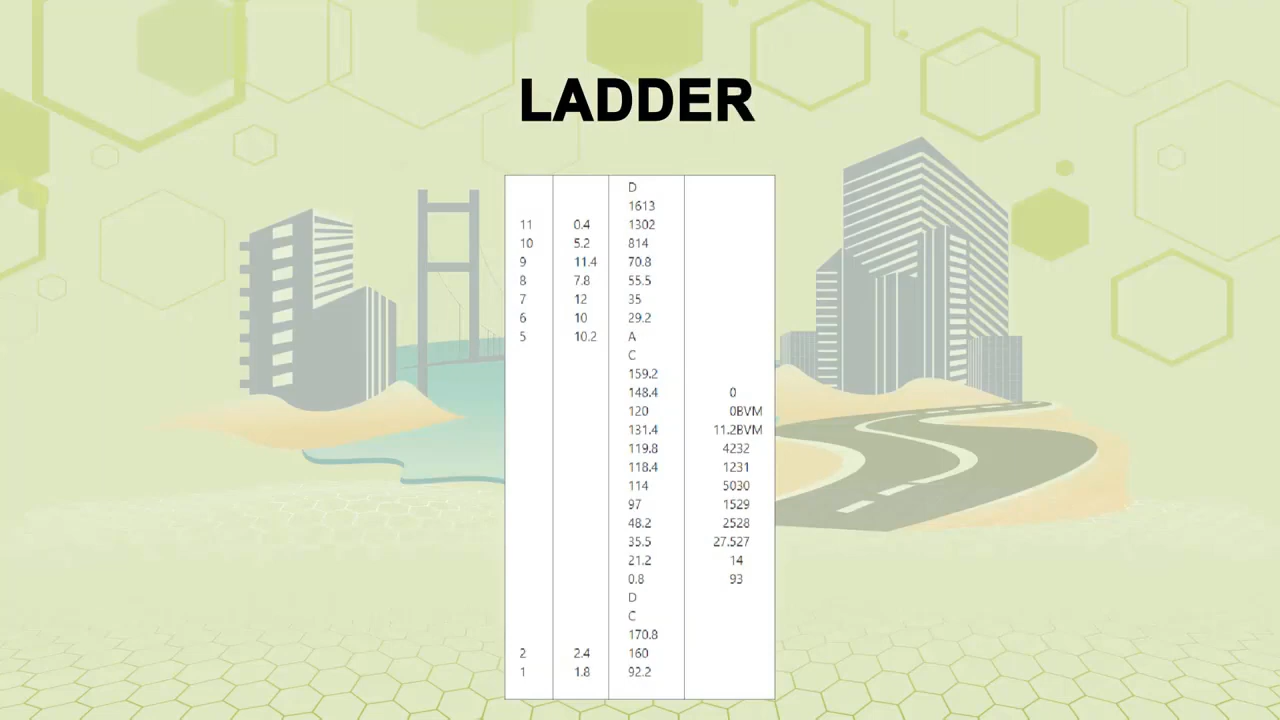 LADDER
D
1613
11 0.4 1302
10 5.2 814
9 11.4 70.8
8 7.8 55.5
7 12 35
6 10 29.2
5 10.2 A
C
159.2
148.4 0
120 0BVM
131.4 11.2BVM
119.8 4232
118.4 1231
114 5030
97 1529
48.2 2528
35.5 27.527
21.2 14
0.8 93
D
C
170.8
2 2.4 160
1 1.8 92.2